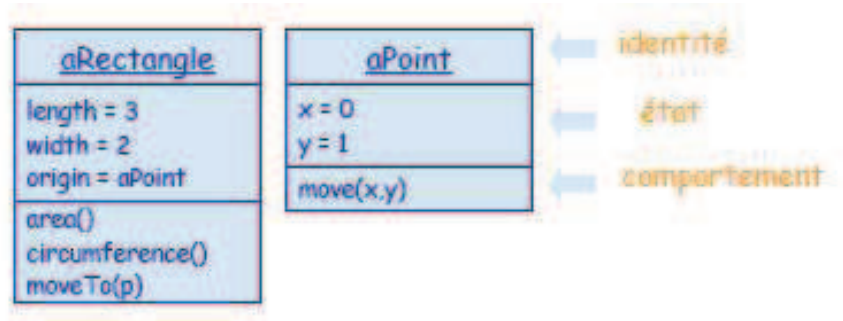 aRectangle
length = 3
width = 2
origin = aPoint
area()
circumference()
moveTo(p)
aPoint
x = 0
y = 1
move(x,y)
identité
état
comportement